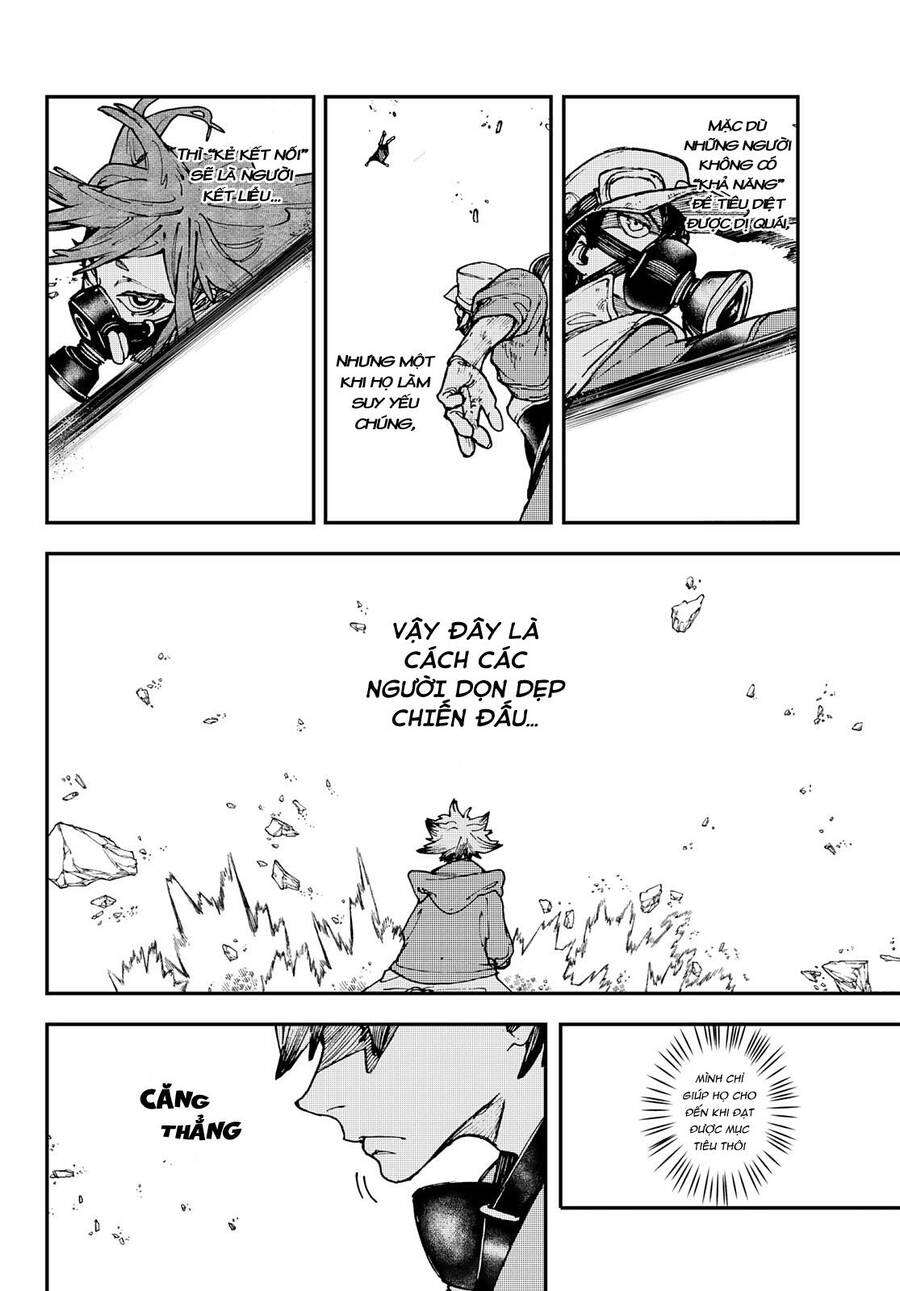 MẶC DÙ
NHỮNG NGƯỜI
KHÔNG CÓ
"KHẢ NĂNG"
ĐỂ TIÊU DIỆT
ĐƯỢC DỊ QUÁI,
NHƯNG MỘT
KHI HỌ LÀM
SUY YẾU
CHÚNG,
THÌ "KẺ KẾT NỐI"
SẼ LÀ NGƯỜI
KẾT LIỄU...
VẬY ĐÂY LÀ
CÁCH CÁC
NGƯỜI DỌN DẸP
CHIẾN ĐẤU...
MÌNH CHỈ
GIÚP HỌ CHO
ĐẾN KHI ĐẠT
ĐƯỢC MỤC
TIÊU THÔI
CĂNG
THẲNG